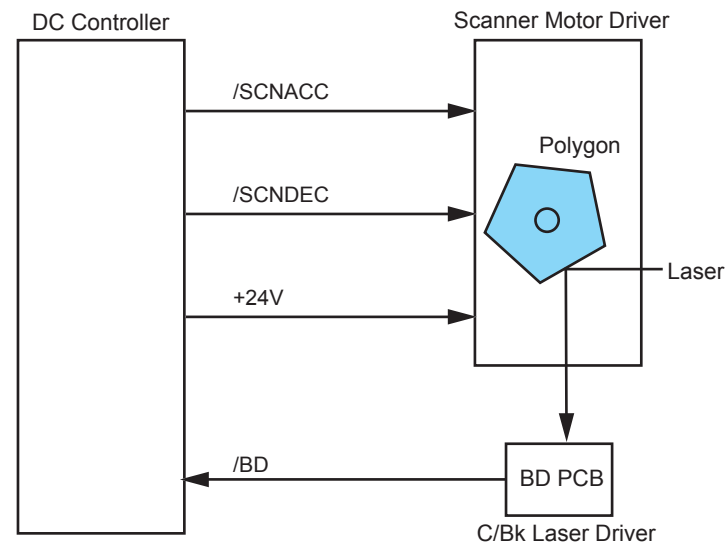 DC Controller
Scanner Motor Driver
/SCNACC
Polygon
/SCNDEC
Laser
+24V
/BD
BD PCB
C/Bk Laser Driver